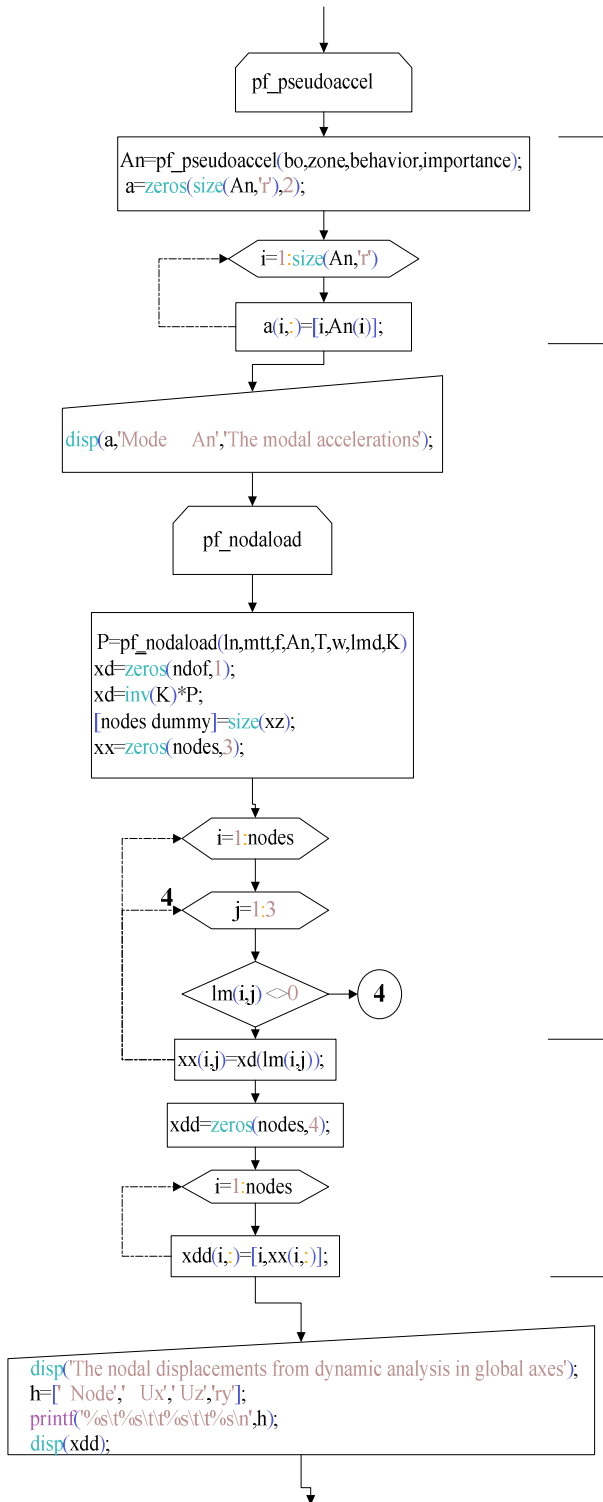 pf_pseudoaccel
An=pf_pseudoaccel(bo,zone,behavior,importance);
a=zeros(size(An,'r'),2);
i=1:size(An,'r')
a(i,:)=[i,An(i)];
disp(a,'Mode An','The modal accelerations');
pf_nodaload
P=pf_nodaload(ln,mtt,f,An,T,w,lmd,K)
xd=zeros(ndof,1);
xd=inv(K)*P;
[nodes dummy]=size(xz);
xx=zeros(nodes,3);
i=1:nodes
4
j=1:3
lm(i,j) <>0
4
xx(i,j)=xd(lm(i,j));
xdd=zeros(nodes,4);
i=1:nodes
xdd(i,:)=[i,xx(i,:)];
disp('The nodal displacements from dynamic analysis in global axes');
h=[' Node',' Ux',' Uz','ry'];
printf('%s\t%s\t\t%s\t\t%s\n',h);
disp(xdd);